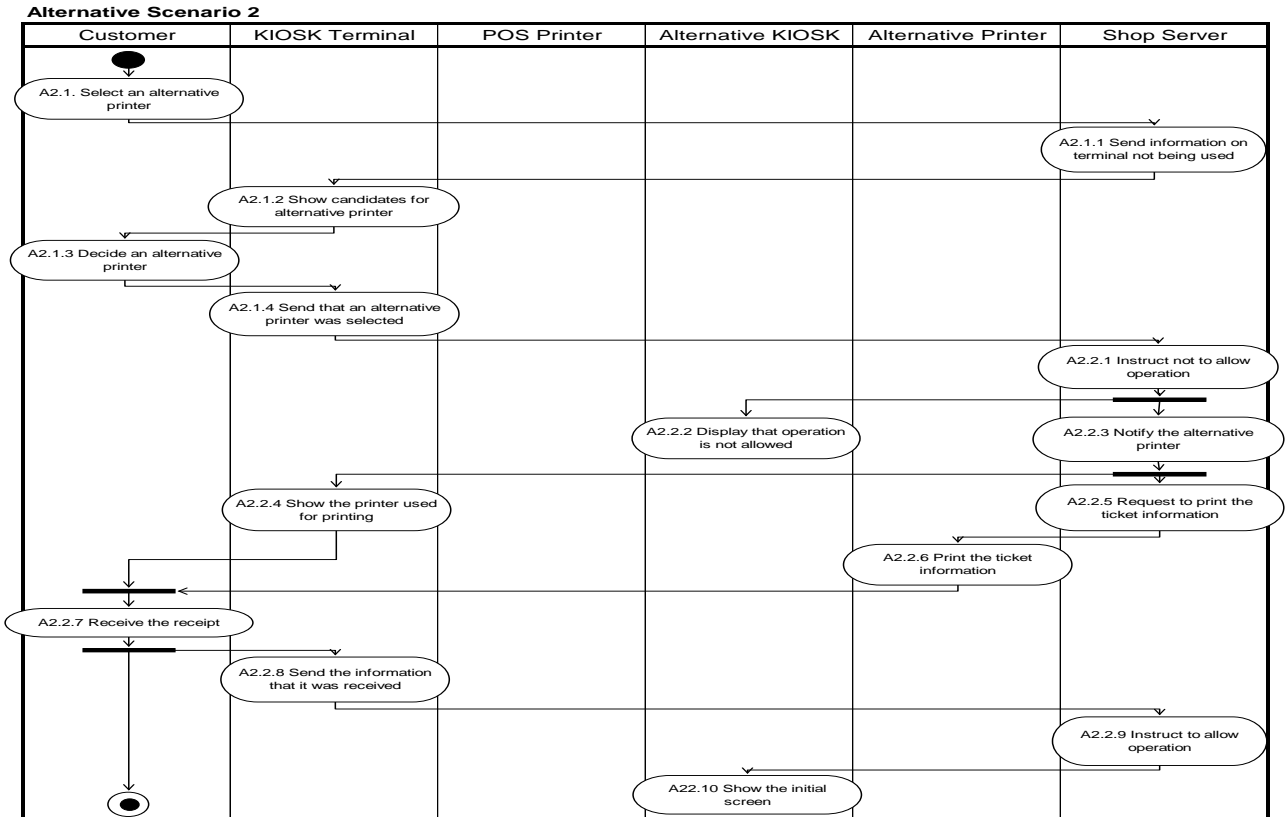 Alternative Scenario 2
Customer
KIOSK Terminal
POS Printer
Alternative KIOSK
Alternative Printer
Shop Server
A2.1. Select an alternative
printer
A2.1.1 Send information on
terminal not being used
A2.1.2 Show candidates for
alternative printer
A2.1.3 Decide an alternative
printer
A2.1.4 Send that an alternative
printer was selected
A2.2.1 Instruct not to allow
operation
A2.2.2 Display that operation
is not allowed
A2.2.3 Notify the alternative
printer
A2.2.4 Show the printer used
for printing
A2.2.5 Request to print the
ticket information
A2.2.6 Print the ticket
information
A2.2.7 Receive the receipt
A2.2.8 Send the information
that it was received
A2.2.9 Instruct to allow
operation
A22.10 Show the initial
screen